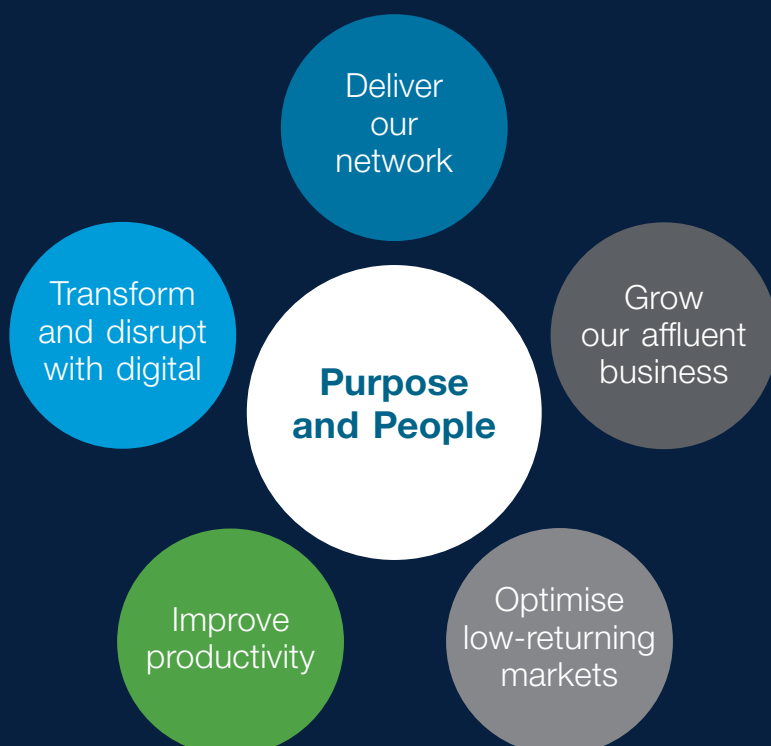 Deliver
our
network
Transform
and disrupt
with digital
Grow
our affluent
business
Purpose
and People
Improve
productivity
Optimise
low-returning
markets